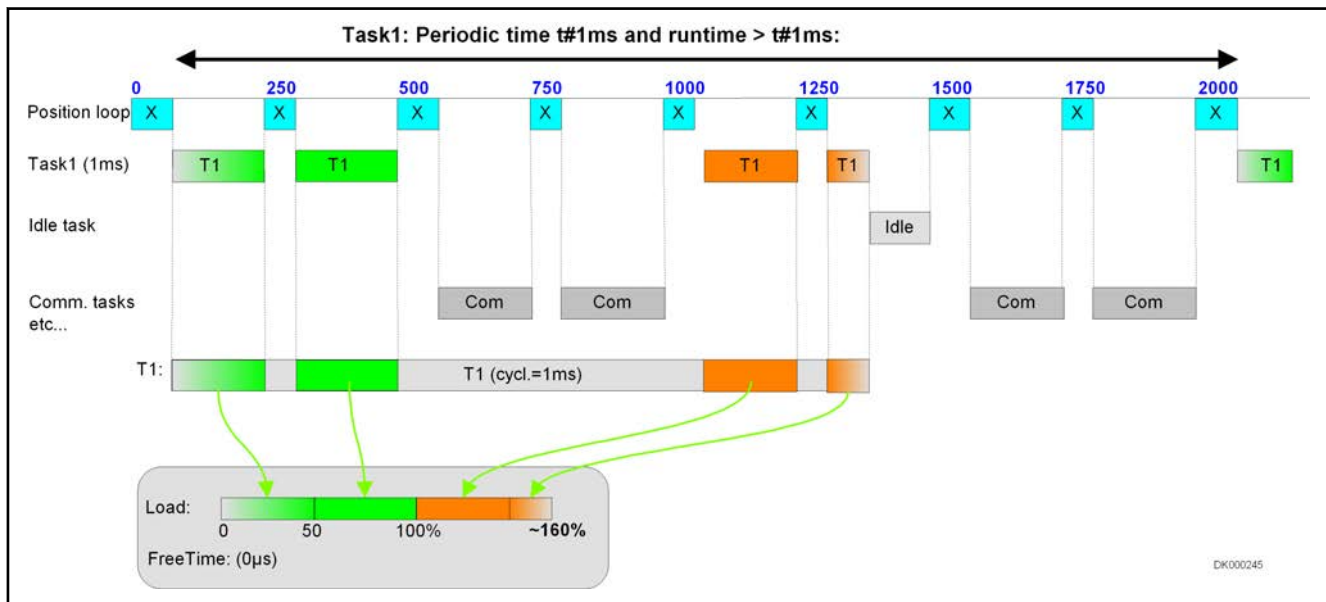 Task1: Periodic time t#1ms and runtime > t#1ms:
0 250 500 750 1000 1250 1500 1750 2000
Position loop X X X X X X X X X
Task1 (1ms) T1 T1 T1 T1 T1
Idle task Idle
Comm. tasks Com Com Com Com
etc...
T1: T1 (cycl.=1ms)
Load:
0 50 100% ~160%
FreeTime: (0µs)
DK000245